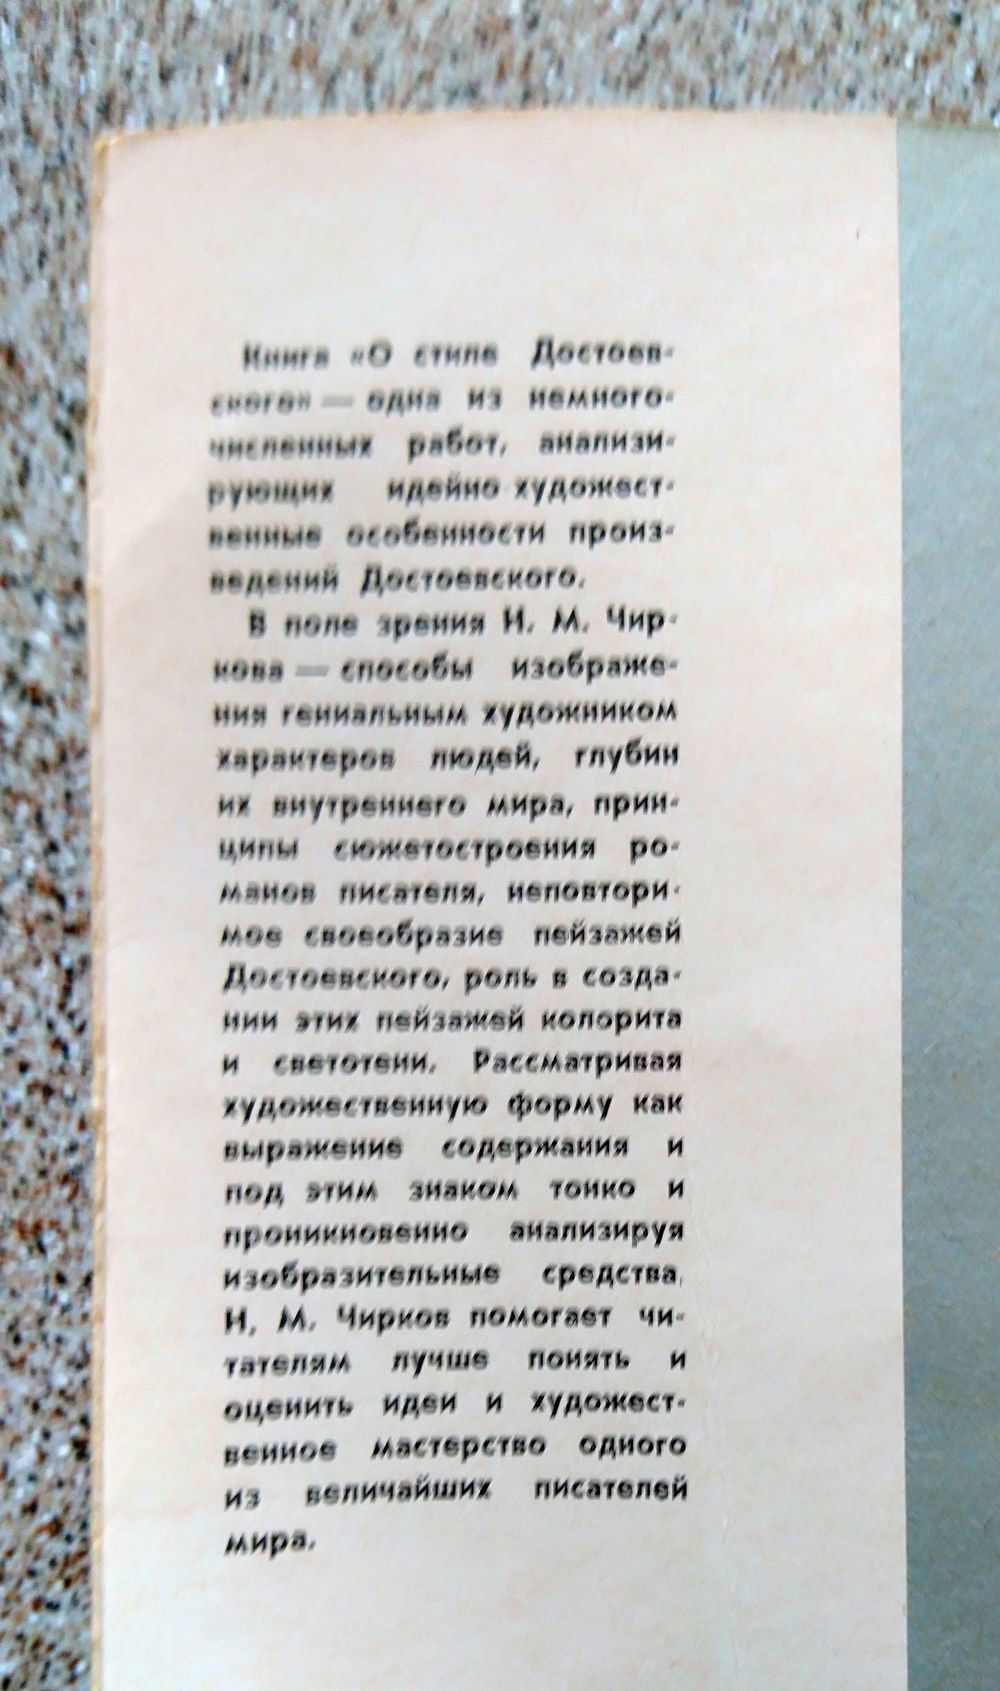 Книга «О стиле Достоев-
ского» — одна из немного-
численных работ, анализи-
рующих идейно-художест-
венные особенности произ-
ведений Достоевского.
В поле зрения Н. М. Чир-
кова — способы изображе-
ния гениальным художником
характеров людей, глубин
их внутреннего мира, прин-
ципы сюжетостроения ро-
манов писателя, неповтори-
мое своеобразие пейзажей
Достоевского, роль в созда-
нии этих пейзажей колорита
и светотени. Рассматривая
художественную форму как
выражение содержания и
под этим знаком тонко и
проникновенно анализируя
изобразительные средства,
Н. М. Чирков помогает чи-
тателям лучше понять и
оценить идеи и художест-
венное мастерство одного
из величайших писателей
мира.